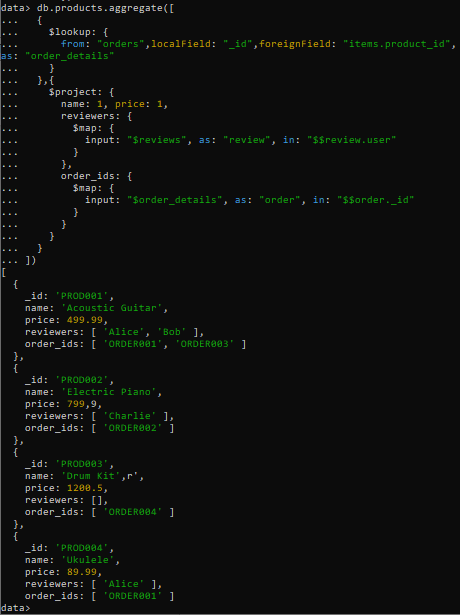 data> db.products.aggregate([
...   {
...     $lookup: {
...       from: "orders",localField: "_id",foreignField: "items.product_id",
as: "order_details"
...     }
...   },{
...     $project: {
...       name: 1, price: 1,
...       reviewers: {
...         $map: {
...           input: "$reviews", as: "review", in: "$$review.user"
...         }
...       },
...       order_ids: {
...         $map: {
...           input: "$order_details", as: "order", in: "$$order._id"
...         }
...       }
...     }
...   }
... ])
[
  {
    _id: 'PROD001',
    name: 'Acoustic Guitar',
    price: 499.99,
    reviewers: [ 'Alice', 'Bob' ],
    order_ids: [ 'ORDER001', 'ORDER003' ]
  },
  {
    _id: 'PROD002',
    name: 'Electric Piano',
    price: 799,9,
    reviewers: [ 'Charlie' ],
    order_ids: [ 'ORDER002' ]
  },
  {
    _id: 'PROD003',
    name: 'Drum Kit',r',
    price: 1200.5,
    reviewers: [],
    order_ids: [ 'ORDER004' ]
  },
  {
    _id: 'PROD004',
    name: 'Ukulele',
    price: 89.99,
    reviewers: [ 'Alice' ],
    order_ids: [ 'ORDER001' ]
data>